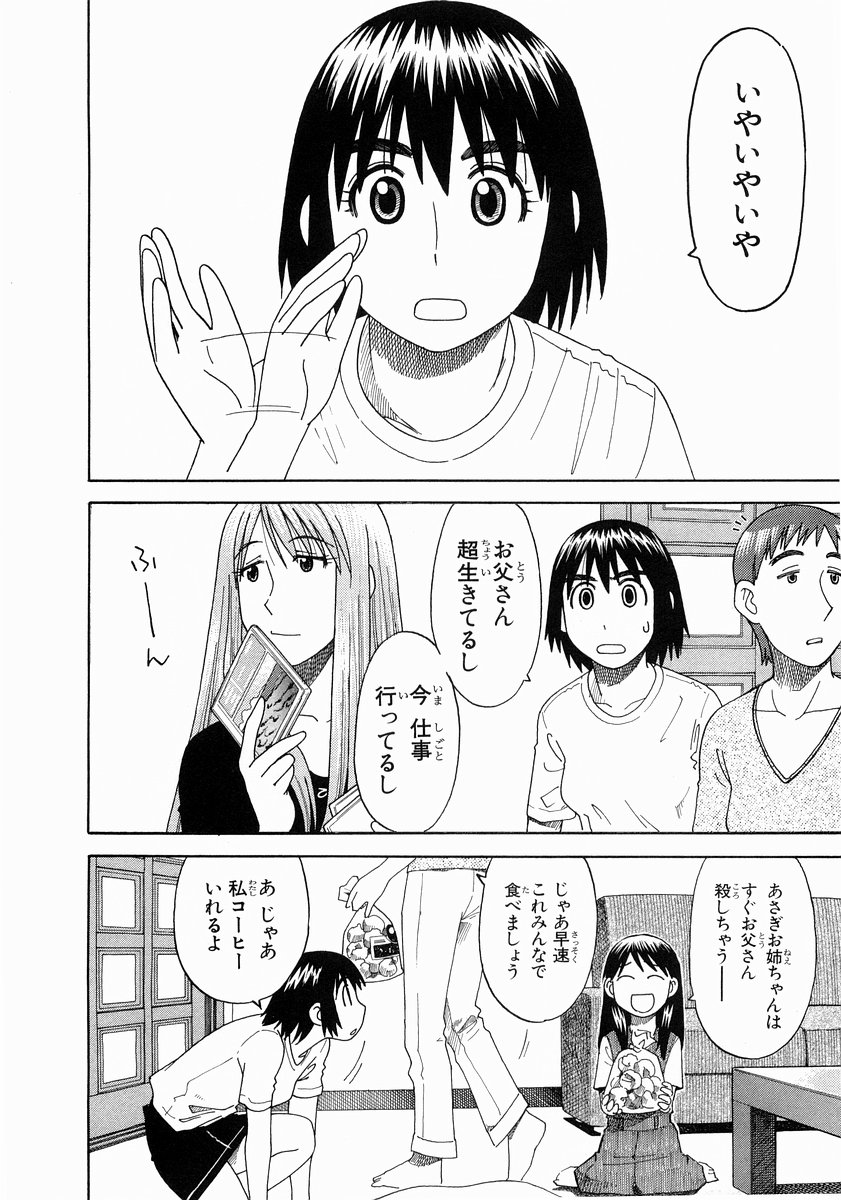 いやいやいや
お父さん
超生きてるし
今 仕事
行ってるし
ふーーん
あさぎお姉ちゃんは
すぐお父さん
殺しちゃうーー
じゃあ早速
これみんなで
食べましょう
あ じゃあ
私コーヒー
いれるよ